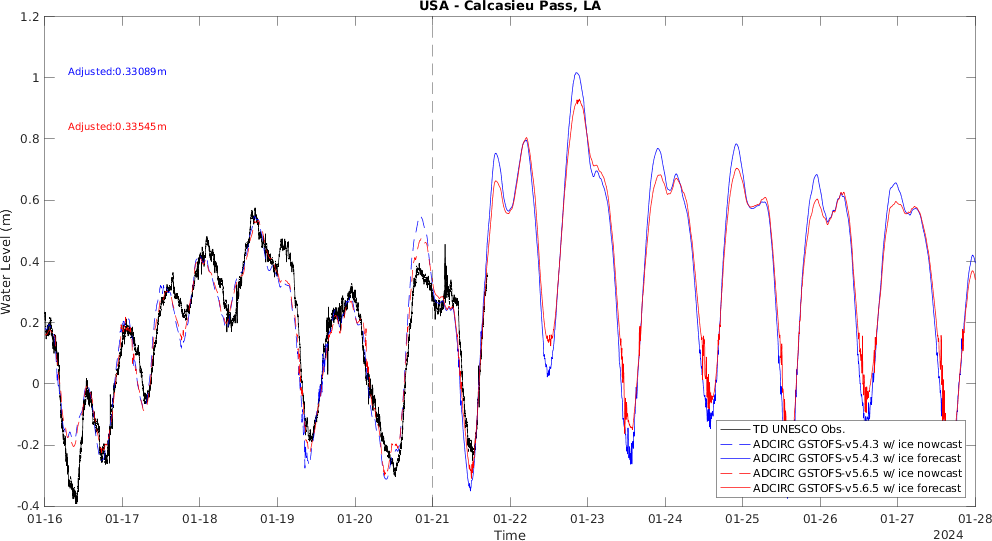 USA - Calcasieu Pass, LA
1.2
1
0.8
0.6
0.4
0.2
0
-0.2
-0.4
Water Level (m)
Adjusted:0.33089m
Adjusted:0.33545m
TD UNESCO Obs.
ADCIRC GSTOFS-v5.4.3 w/ ice nowcast
ADCIRC GSTOFS-v5.4.3 w/ ice forecast
ADCIRC GSTOFS-v5.6.5 w/ ice nowcast
ADCIRC GSTOFS-v5.6.5 w/ ice forecast
01-16 01-17 01-18 01-19 01-20 01-21 01-22 01-23 01-24 01-25 01-26 01-27 01-28
Time
2024